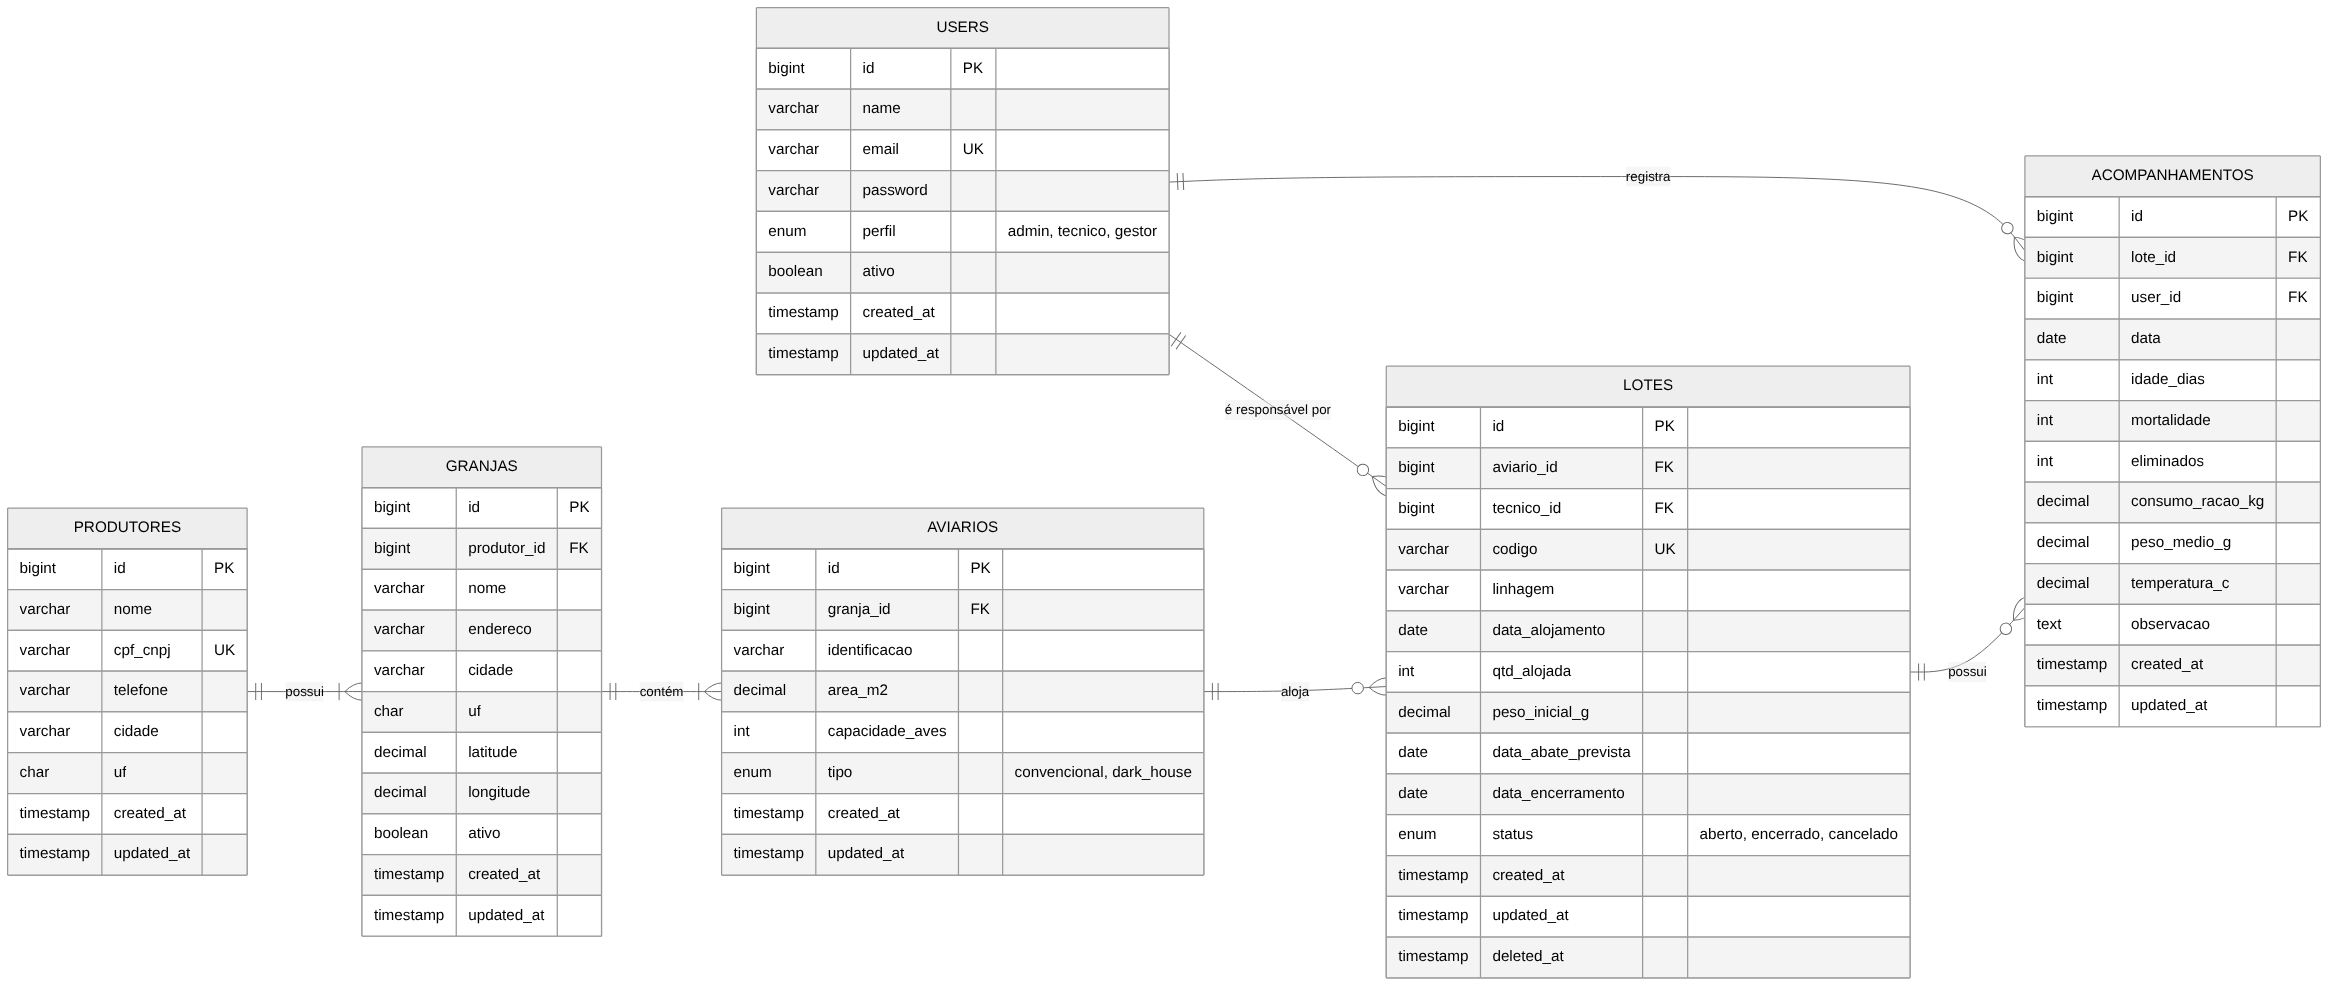 USERS
bigint id PK
varchar name
varchar email UK
varchar password
enum perfil admin, tecnico, gestor
boolean ativo
timestamp created_at
timestamp updated_at
registra
é responsável por
ACOMPANHAMENTOS
bigint id PK
bigint lote_id FK
bigint user_id FK
date data
int idade_dias
int mortalidade
int eliminados
decimal consumo_racao_kg
decimal peso_medio_g
decimal temperatura_c
text observacao
timestamp created_at
timestamp updated_at
PRODUTORES
bigint id PK
varchar nome
varchar cpf_cnpj UK
varchar telefone
varchar cidade
char uf
timestamp created_at
timestamp updated_at
possui
GRANJAS
bigint id PK
bigint produtor_id FK
varchar nome
varchar endereco
varchar cidade
char uf
decimal latitude
decimal longitude
boolean ativo
timestamp created_at
timestamp updated_at
contém
AVIARIOS
bigint id PK
bigint granja_id FK
varchar identificacao
decimal area_m2
int capacidade_aves
enum tipo convencional, dark_house
timestamp created_at
timestamp updated_at
aloja
LOTES
bigint id PK
bigint aviario_id FK
bigint tecnico_id FK
varchar codigo UK
varchar linhagem
date data_alojamento
int qtd_alojada
decimal peso_inicial_g
date data_abate_prevista
date data_encerramento
enum status aberto, encerrado, cancelado
timestamp created_at
timestamp updated_at
timestamp deleted_at
possui